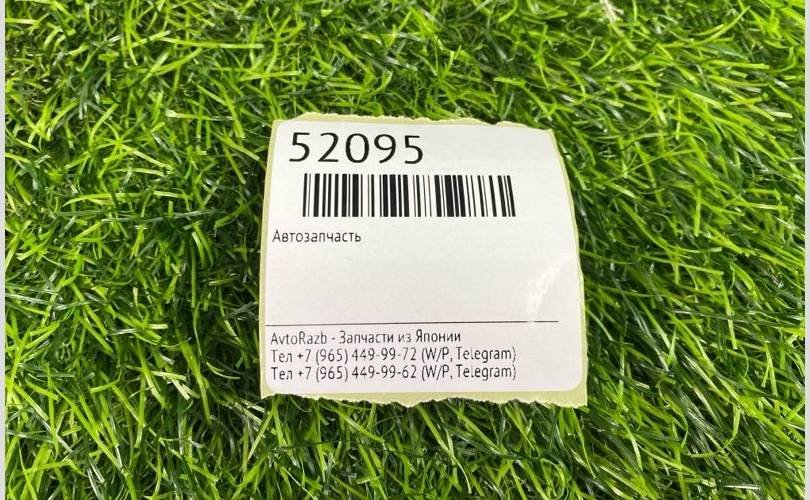 52095
Автозапчасть
AvtoRazb - Запчасти из Японии
Тел +7 (965) 449-99-72 (W/P, Telegram)
Тел +7 (965) 449-99-62 (W/P, Telegram)